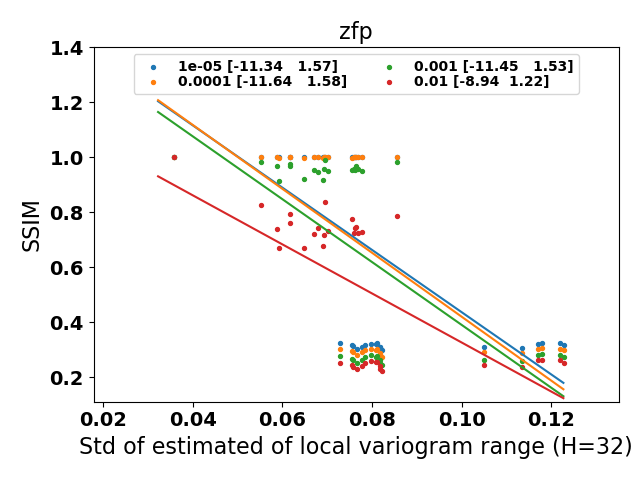 zfp
1.4
1e-05 [-11.34   1.57]
0.001 [-11.45   1.53]
0.0001 [-11.64   1.58]
0.01 [-8.94  1.22]
1.2
1.0
0.8
0.6
0.4
0.2
SSIM
0.02
0.04
0.06
0.08
0.10
0.12
Std of estimated of local variogram range (H=32)